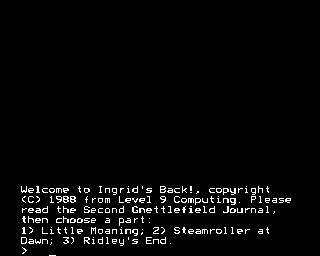 Welcome to Ingrid's Back!, copyright
(C) 1988 from Level 9 Computing. Please
read the Second Gnettlefield Journal,
then choose a part:
1) Little Moaning; 2) Steamroller at
Dawn; 3) Ridley's End.
>